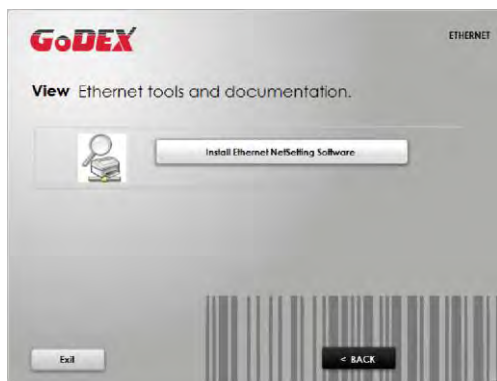 GoDEX
ETHERNET
View Ethernet tools and documentation.
Install Ethernet NetSetting Software
Exit
< BACK